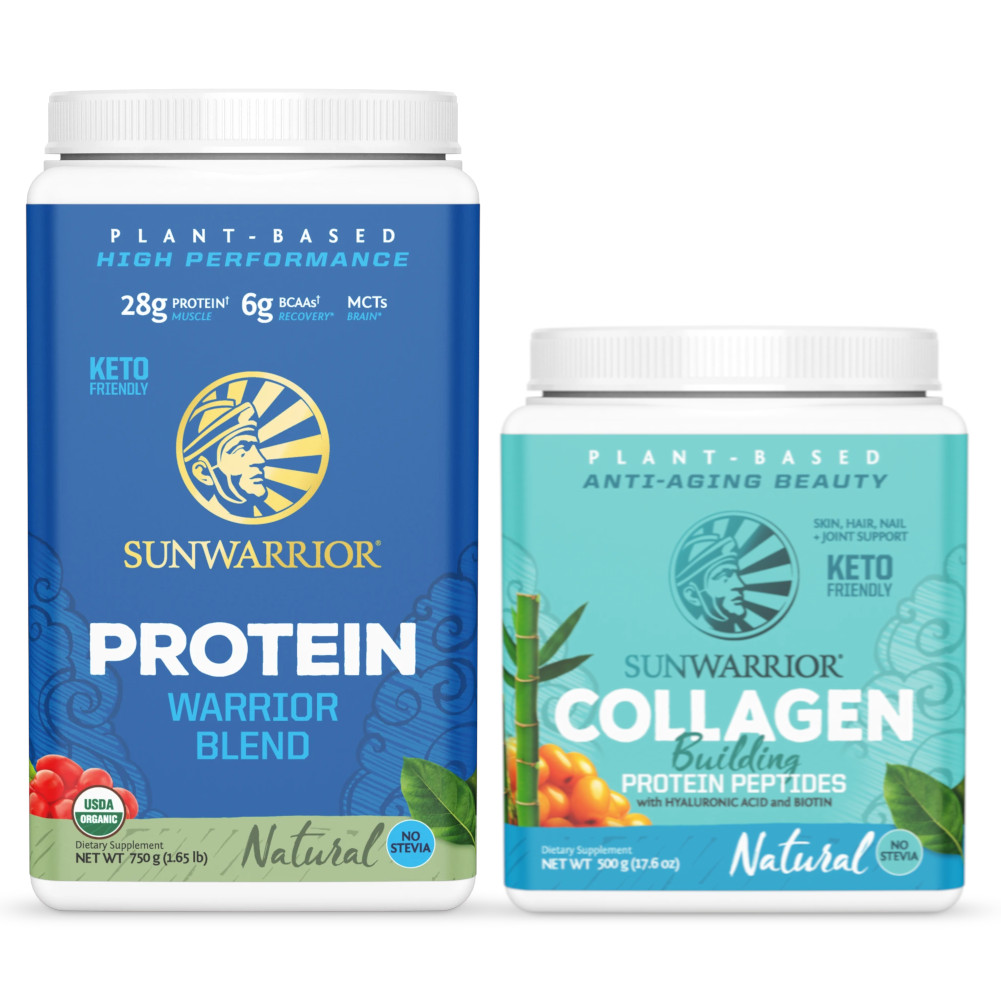 PLANT-BASED
HIGH PERFORMANCE
28g PROTEIN† 6g BCAAs† MCTs
MUSCLE RECOVERY* BRAIN*
KETO
FRIENDLY
SUNWARRIOR®
PROTEIN
WARRIOR
BLEND
USDA
ORGANIC
Dietary Supplement
NET WT 750 g (1.65 lb)
Natural
NO
STEVIA
PLANT-BASED
ANTI-AGING BEAUTY
SKIN, HAIR, NAIL
+ JOINT SUPPORT
KETO
FRIENDLY
SUNWARRIOR®
COLLAGEN
Building
PROTEIN PEPTIDES
with HYALURONIC ACID and BIOTIN
Dietary Supplement
NET WT 500 g (17.6 oz)
Natural
NO
STEVIA